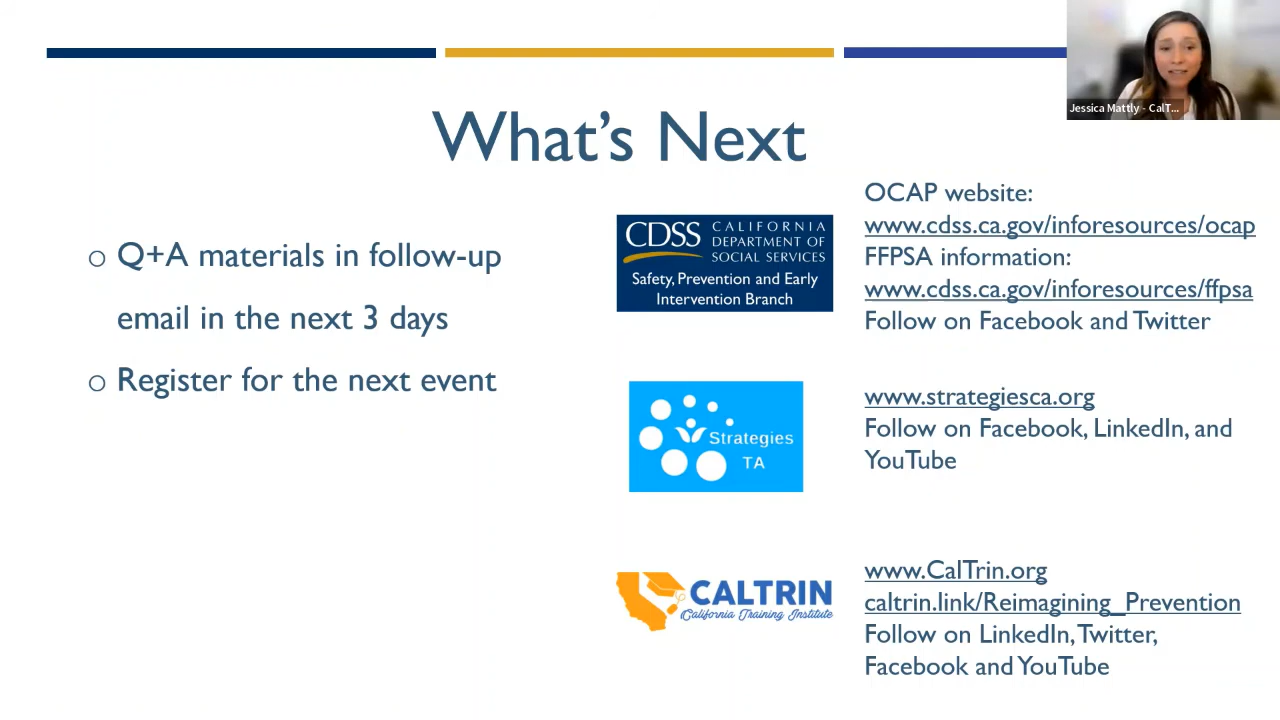 Jessica Mattly - CalT...
What's Next
o Q+A materials in follow-up
email in the next 3 days
o Register for the next event
CDSS
CALIFORNIA
DEPARTMENT OF
SOCIAL SERVICES
Safety, Prevention and Early
Intervention Branch
OCAP website:
www.cdss.ca.gov/inforesources/ocap
FFPSA information:
www.cdss.ca.gov/inforesources/ffpsa
Follow on Facebook and Twitter
Strategies
TA
www.strategiesca.org
Follow on Facebook, LinkedIn, and
YouTube
CALTRIN
California Training Institute
www.CalTrin.org
caltrin.link/Reimagining_Prevention
Follow on LinkedIn, Twitter,
Facebook and YouTube